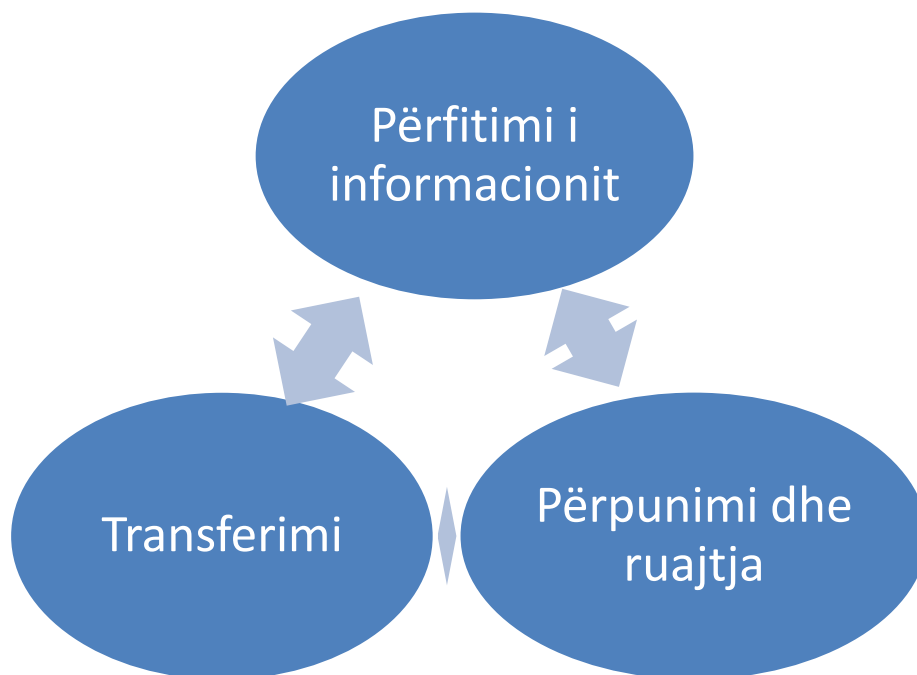 Përfitimi i
informacionit
Transferimi
Përpunimi dhe
ruajtja